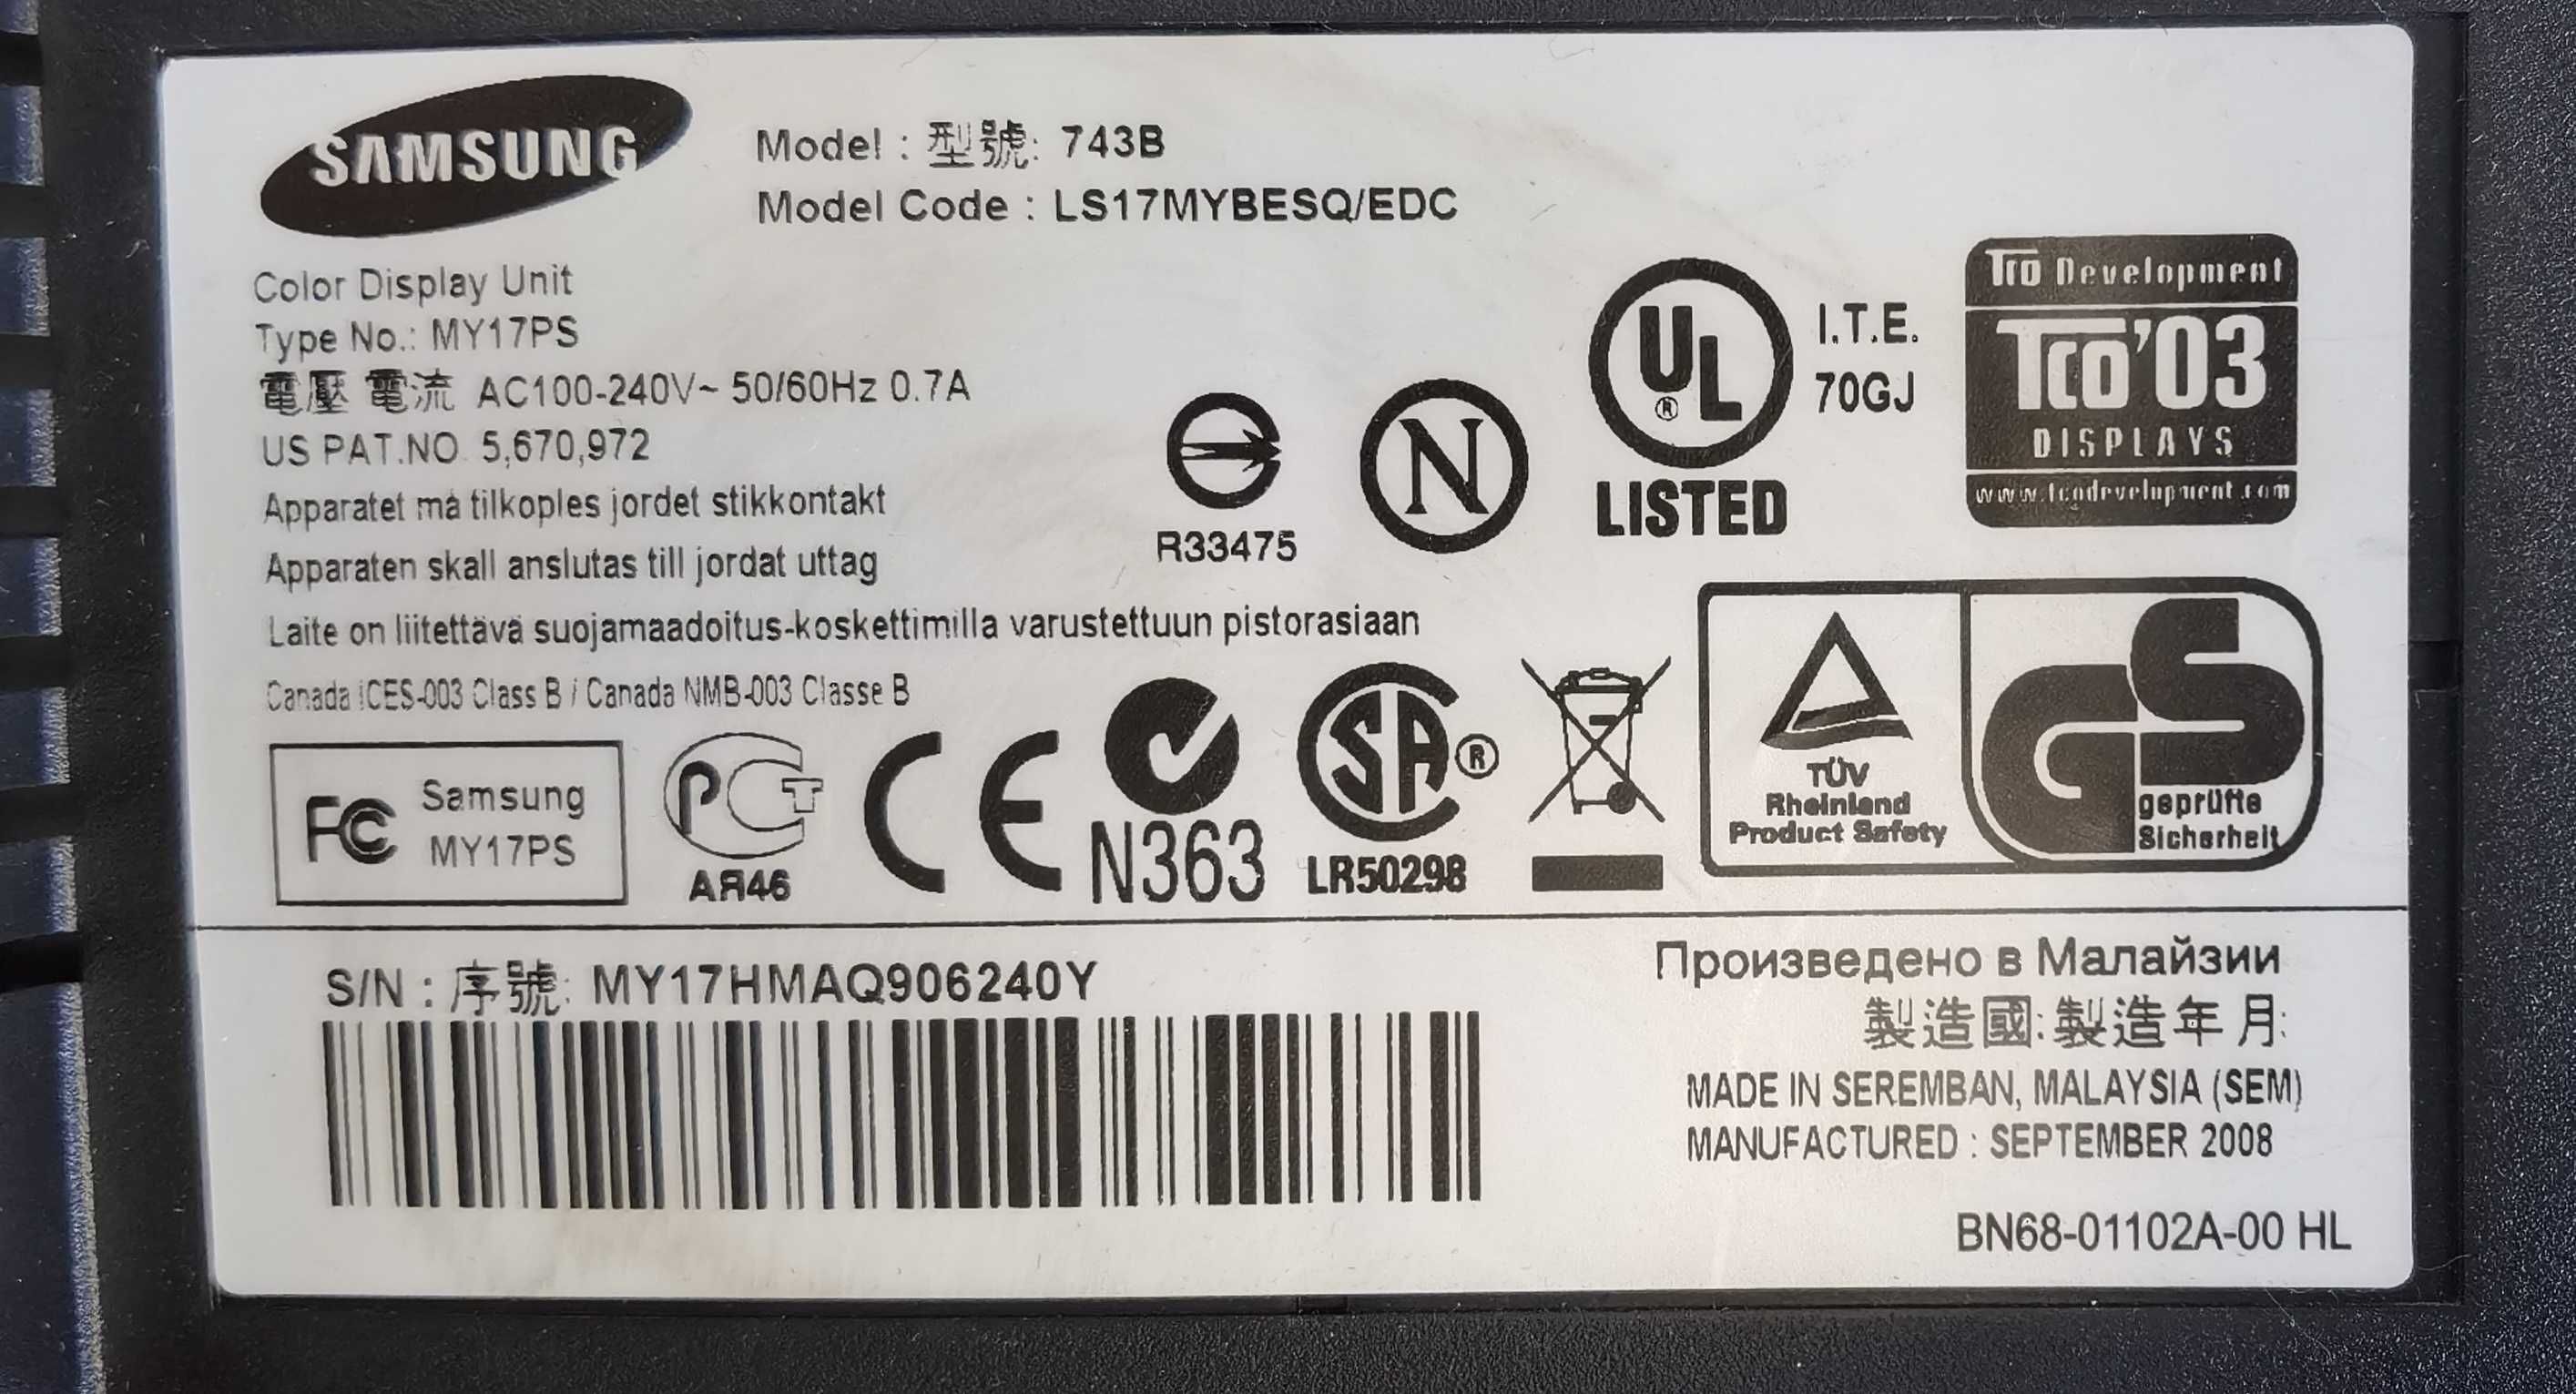 SAMSUNG
Model : 型號: 743B
Model Code : LS17MYBESQ/EDC
Color Display Unit
Type No.: MY17PS
電壓 電流 AC100-240V~ 50/60Hz 0.7A
US PAT.NO. 5,670,972
Apparatet må tilkoples jordet stikkontakt
Apparaten skall anslutas till jordat uttag
Laite on liitettävä suojamaadoitus-koskettimilla varustettuun pistorasiaan
Canada ICES-003 Class B / Canada NMB-003 Classe B
R33475
N
UL
®
LISTED
I.T.E.
70GJ
TCO Development
TCO'03
DISPLAYS
www.tcodevelopment.com
FC Samsung
MY17PS
РСТ
АЯ46
CE
N363
SA ®
LR50298
TÜV
Rheinland
Product Safety
GS
geprüfte
Sicherheit
S/N : 序號: MY17HMAQ906240Y
Произведено в Малайзии
製造國: 製造年月:
MADE IN SEREMBAN, MALAYSIA (SEM)
MANUFACTURED : SEPTEMBER 2008
BN68-01102A-00 HL